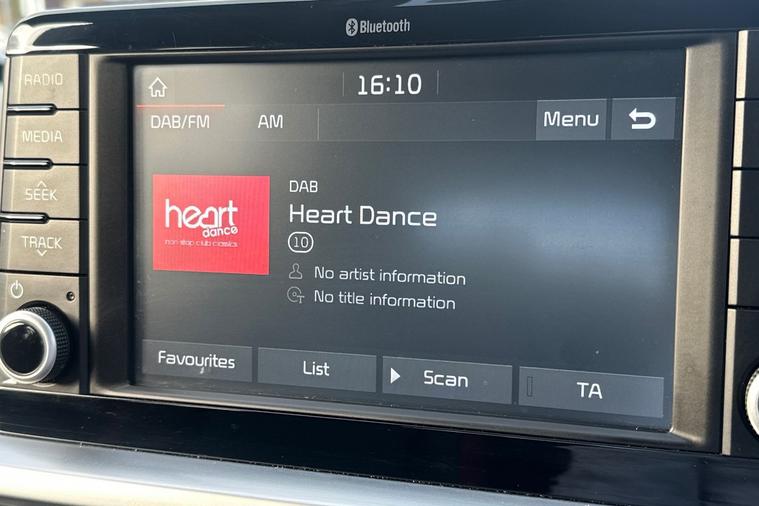 Bluetooth
RADIO
MEDIA
SEEK
TRACK
16:10
DAB/FM
AM
Menu
heart
dance
non-stop club classics
DAB
Heart Dance
10
No artist information
No title information
Favourites
List
Scan
TA